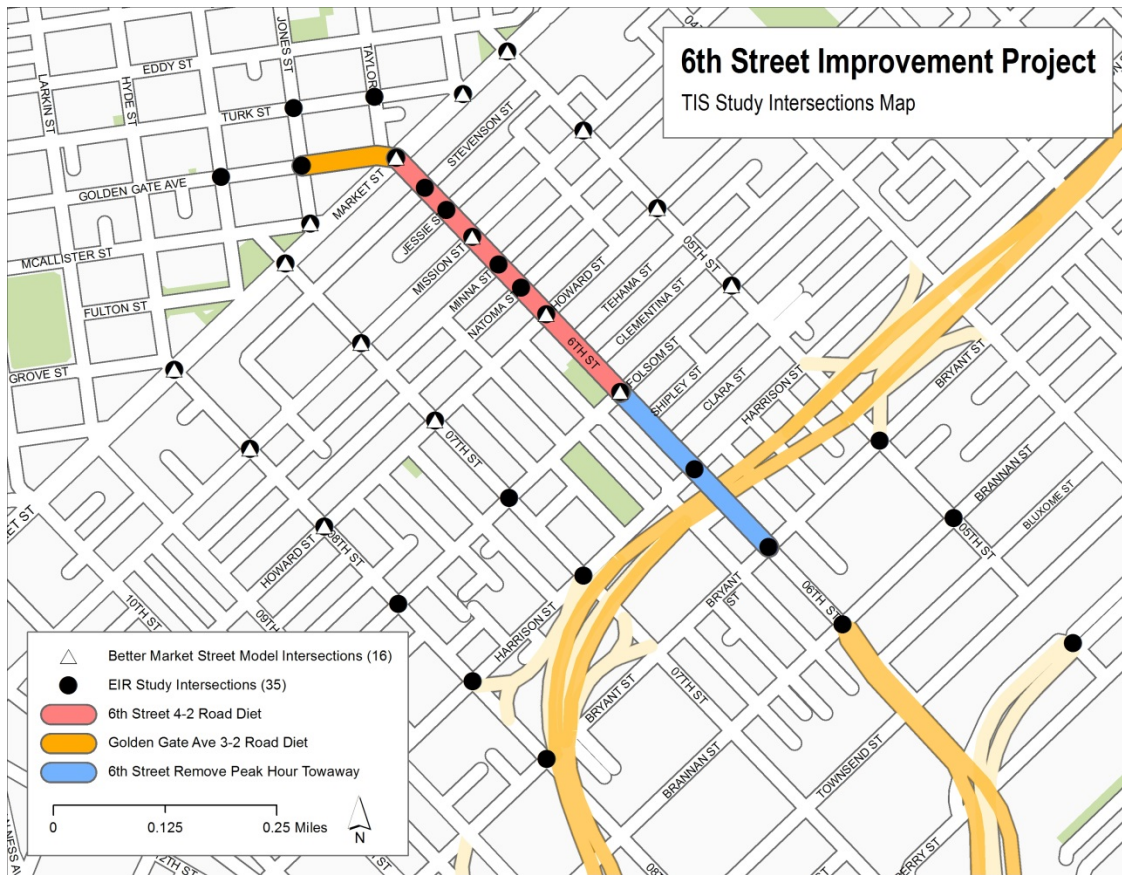 6th Street Improvement Project
TIS Study Intersections Map
JONES ST
TAYLOR
EDDY ST
LARKIN ST
HYDE ST
TURK ST
STEVENSON ST
GOLDEN GATE AVE
MARKET ST
JESSIE S
MCALLISTER ST
MISSION ST
MINNA ST
NATOMA S
HOWARD ST
05TH ST
TEHAMA ST
CLEMENTINA ST
FULTON ST
6TH ST
FOLSOM ST
GROVE ST
SHIPLEY ST
CLARA ST
HARRISON ST
BRYANT ST
07TH ST
BRANNAN ST
BLUXOME ST
05TH ST
ET ST
HOWARD ST
08TH ST
BRYANT
ST
06TH ST
10TH ST
09TH
HARRISON ST
07TH ST
BRYANT ST
BRANNAN ST
TOWNSEND ST
Better Market Street Model Intersections (16)
EIR Study Intersections (35)
6th Street 4-2 Road Diet
Golden Gate Ave 3-2 Road Diet
6th Street Remove Peak Hour Towaway
0
0.125
0.25 Miles
N
08
ERRY ST